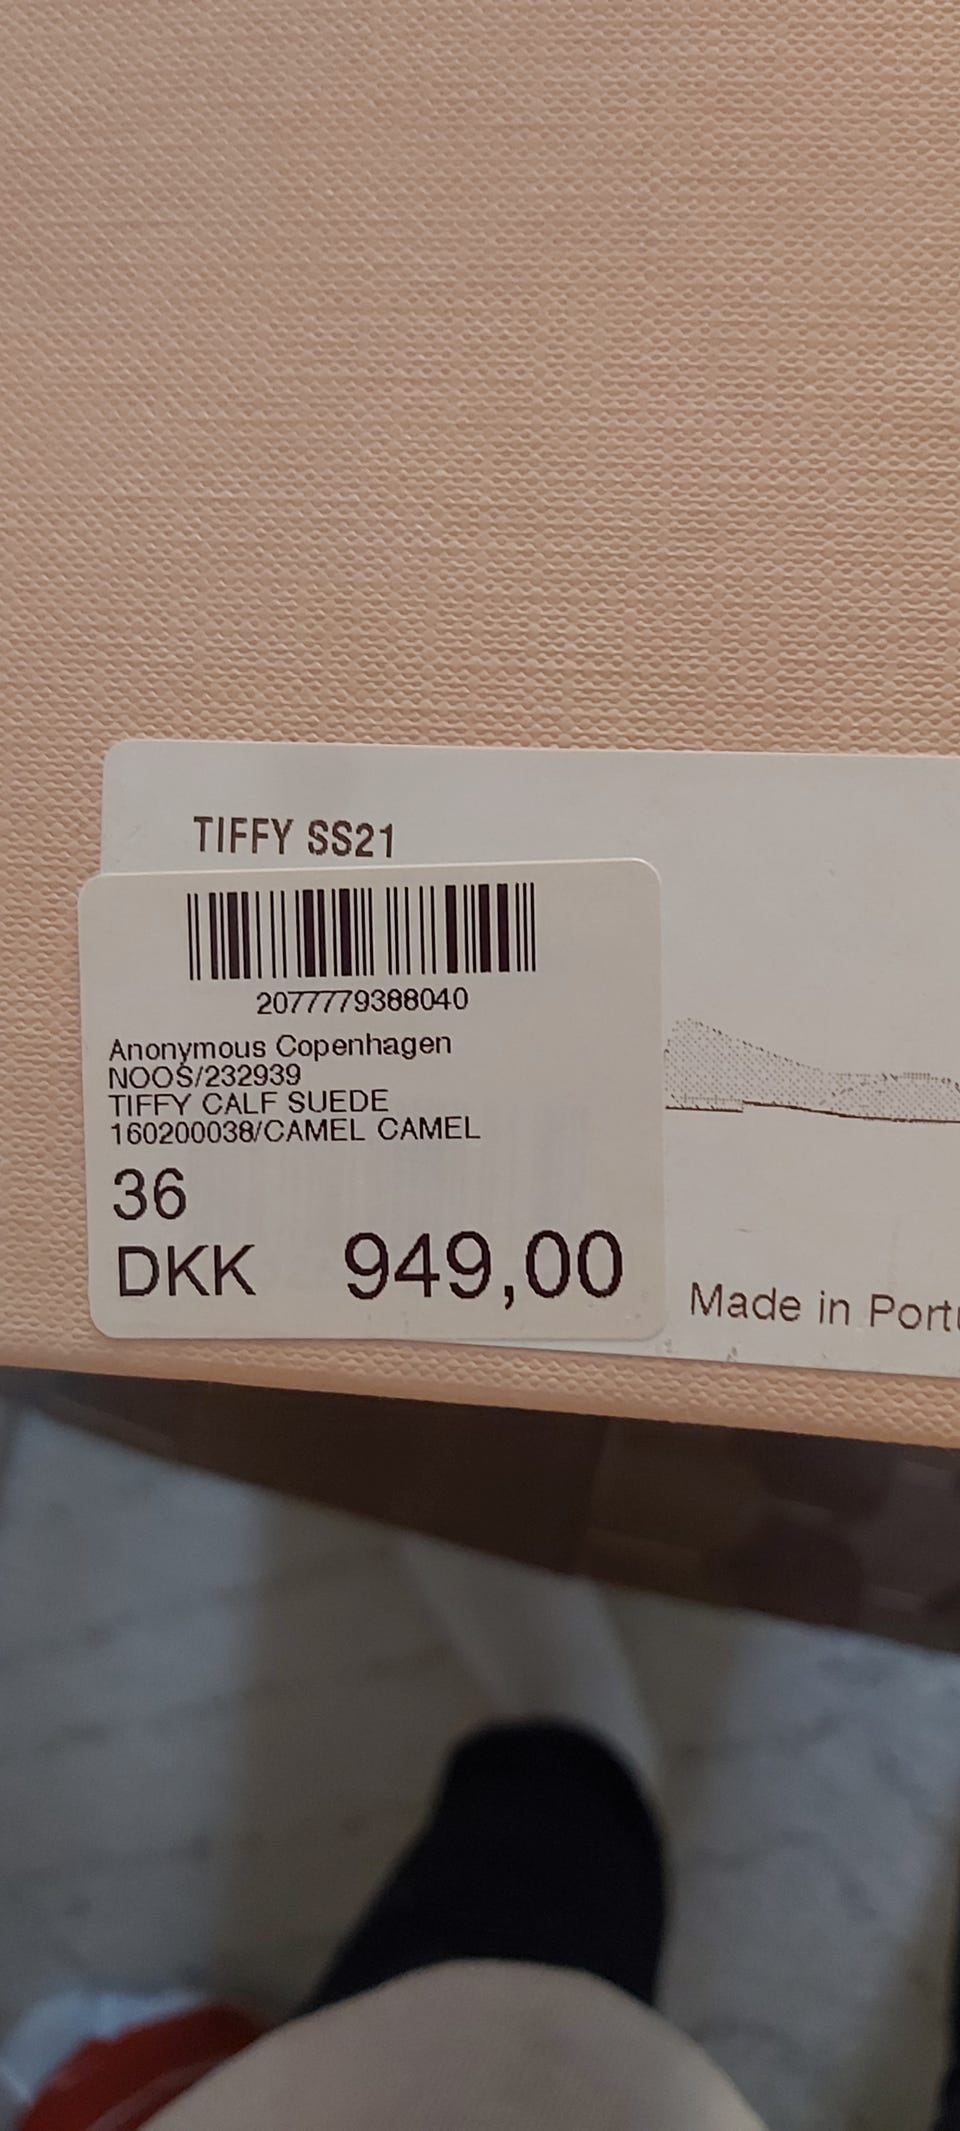 TIFFY SS21
2077779388040
Anonymous Copenhagen
NOOS/232939
TIFFY CALF SUEDE
160200038/CAMEL CAMEL
36
DKK 949,00
Made in Portu